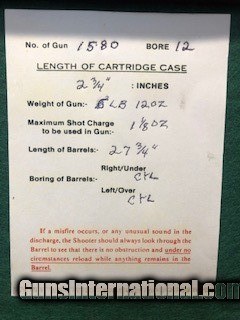 No. of Gun 1580 BORE 12
LENGTH OF CARTRIDGE CASE
2 3/4" : INCHES
Weight of Gun:- 6 LB 12 OZ
Maximum Shot Charge
to be used in Gun:- 1 1/8 OZ
Length of Barrels:- 27 3/4"
Right/Under
CYL
Boring of Barrels:-
Left/Over
CYL
If a misfire occurs, or any unusual sound in the
discharge, the Shooter should always look through the
Barrel to see that there is no obstruction and under no
circumstances reload while anything remains in the
Barrel.
GunsInternational.com